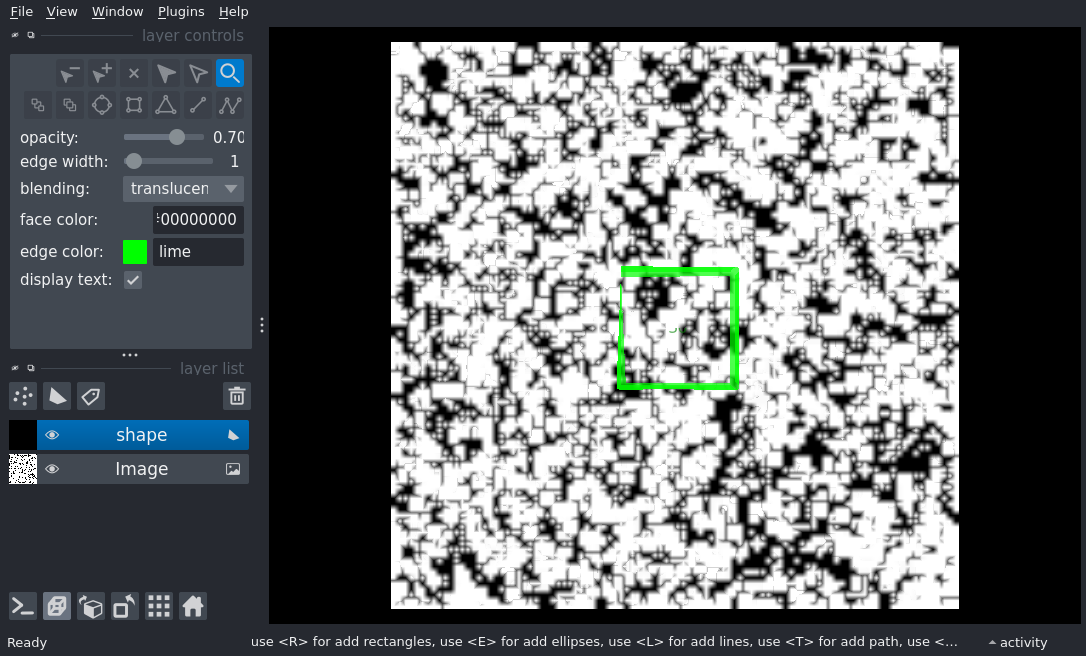 File View Window Plugins Help
layer controls
opacity: 0.70
edge width: 1
blending: translucen
face color: 00000000
edge color: lime
display text:
layer list
shape
Image
Ready use <R> for add rectangles, use <E> for add ellipses, use <L> for add lines, use <T> for add path, use <... activity